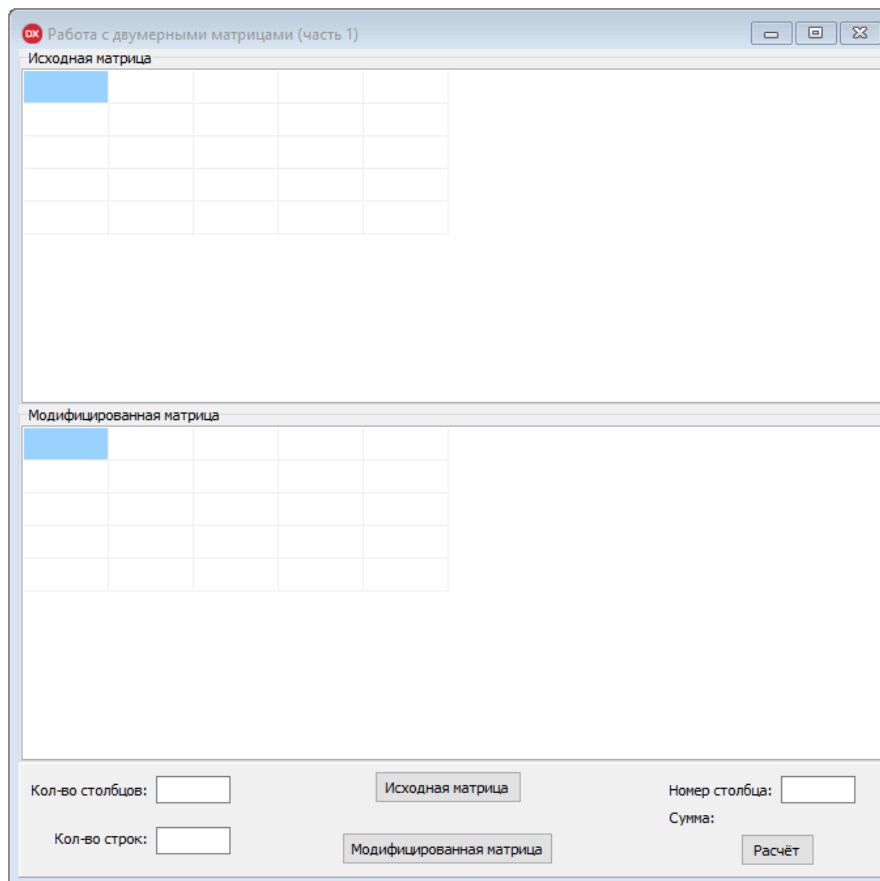 DX Работа с двумерными матрицами (часть 1)
Исходная матрица
Модифицированная матрица
Кол-во столбцов:
Исходная матрица
Номер столбца:
Сумма:
Кол-во строк:
Модифицированная матрица
Расчёт